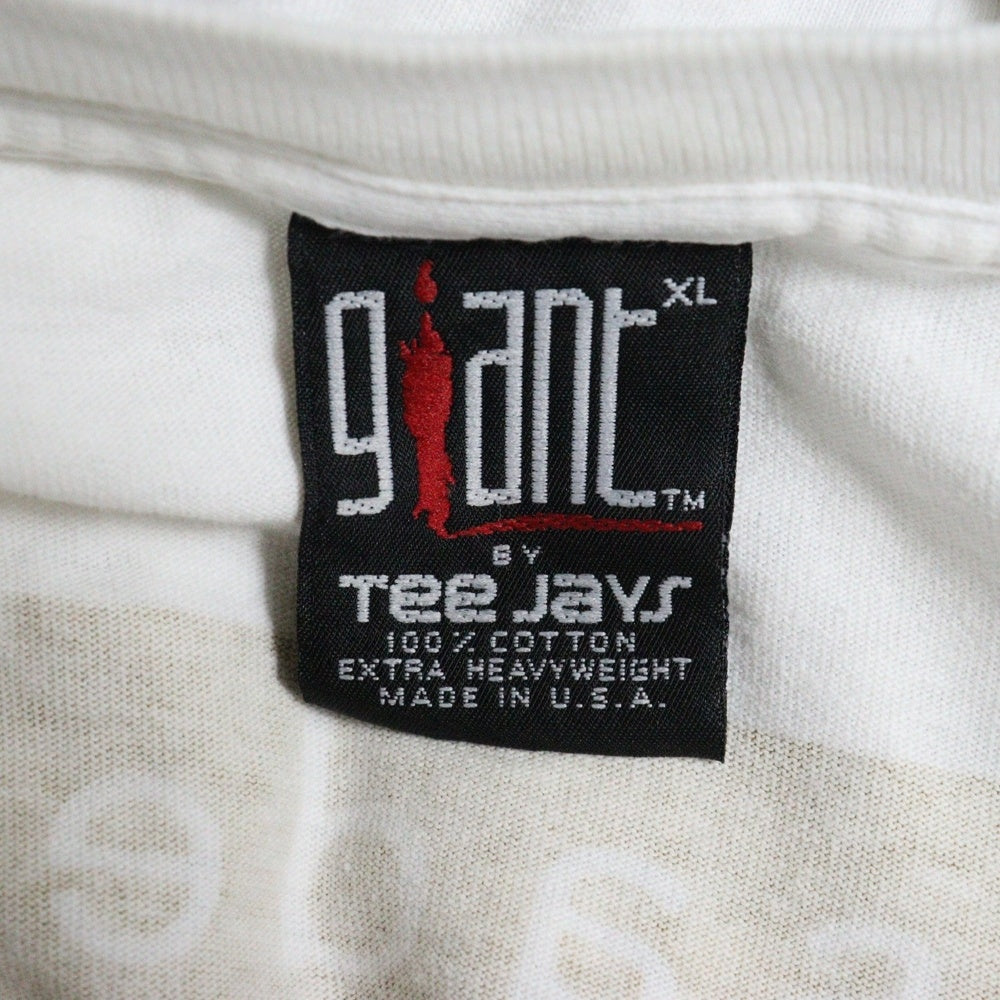 giant XL
TM
BY
Tee Jays
100% COTTON
EXTRA HEAVYWEIGHT
MADE IN U.S.A.